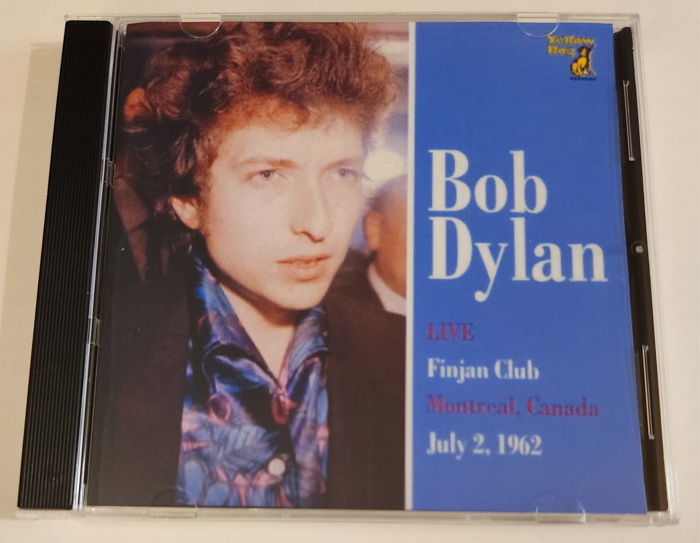 Yellow
Dog
Bob
Dylan
LIVE
Finjan Club
Montreal, Canada
July 2, 1962